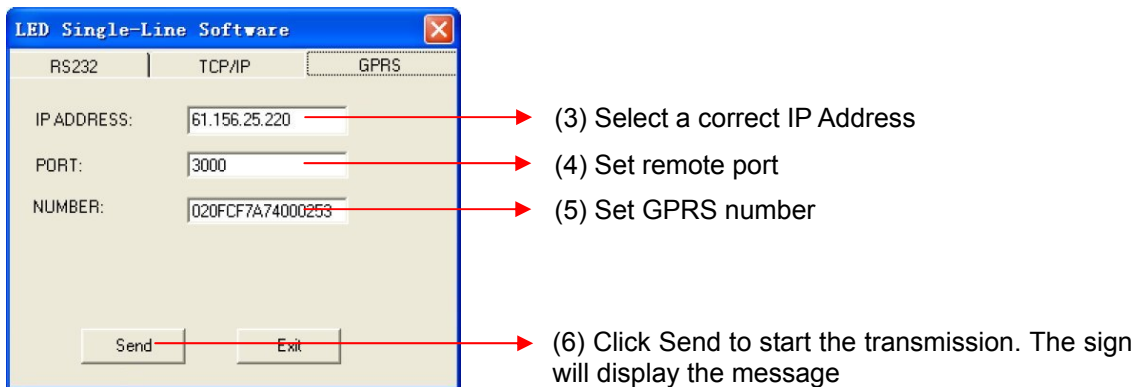 LED Single-Line Software
RS232 TCP/IP GPRS
IP ADDRESS: 61.156.25.220 (3) Select a correct IP Address
PORT: 3000 (4) Set remote port
NUMBER: 020FCF7A74000253 (5) Set GPRS number
Send Exit (6) Click Send to start the transmission. The sign
will display the message